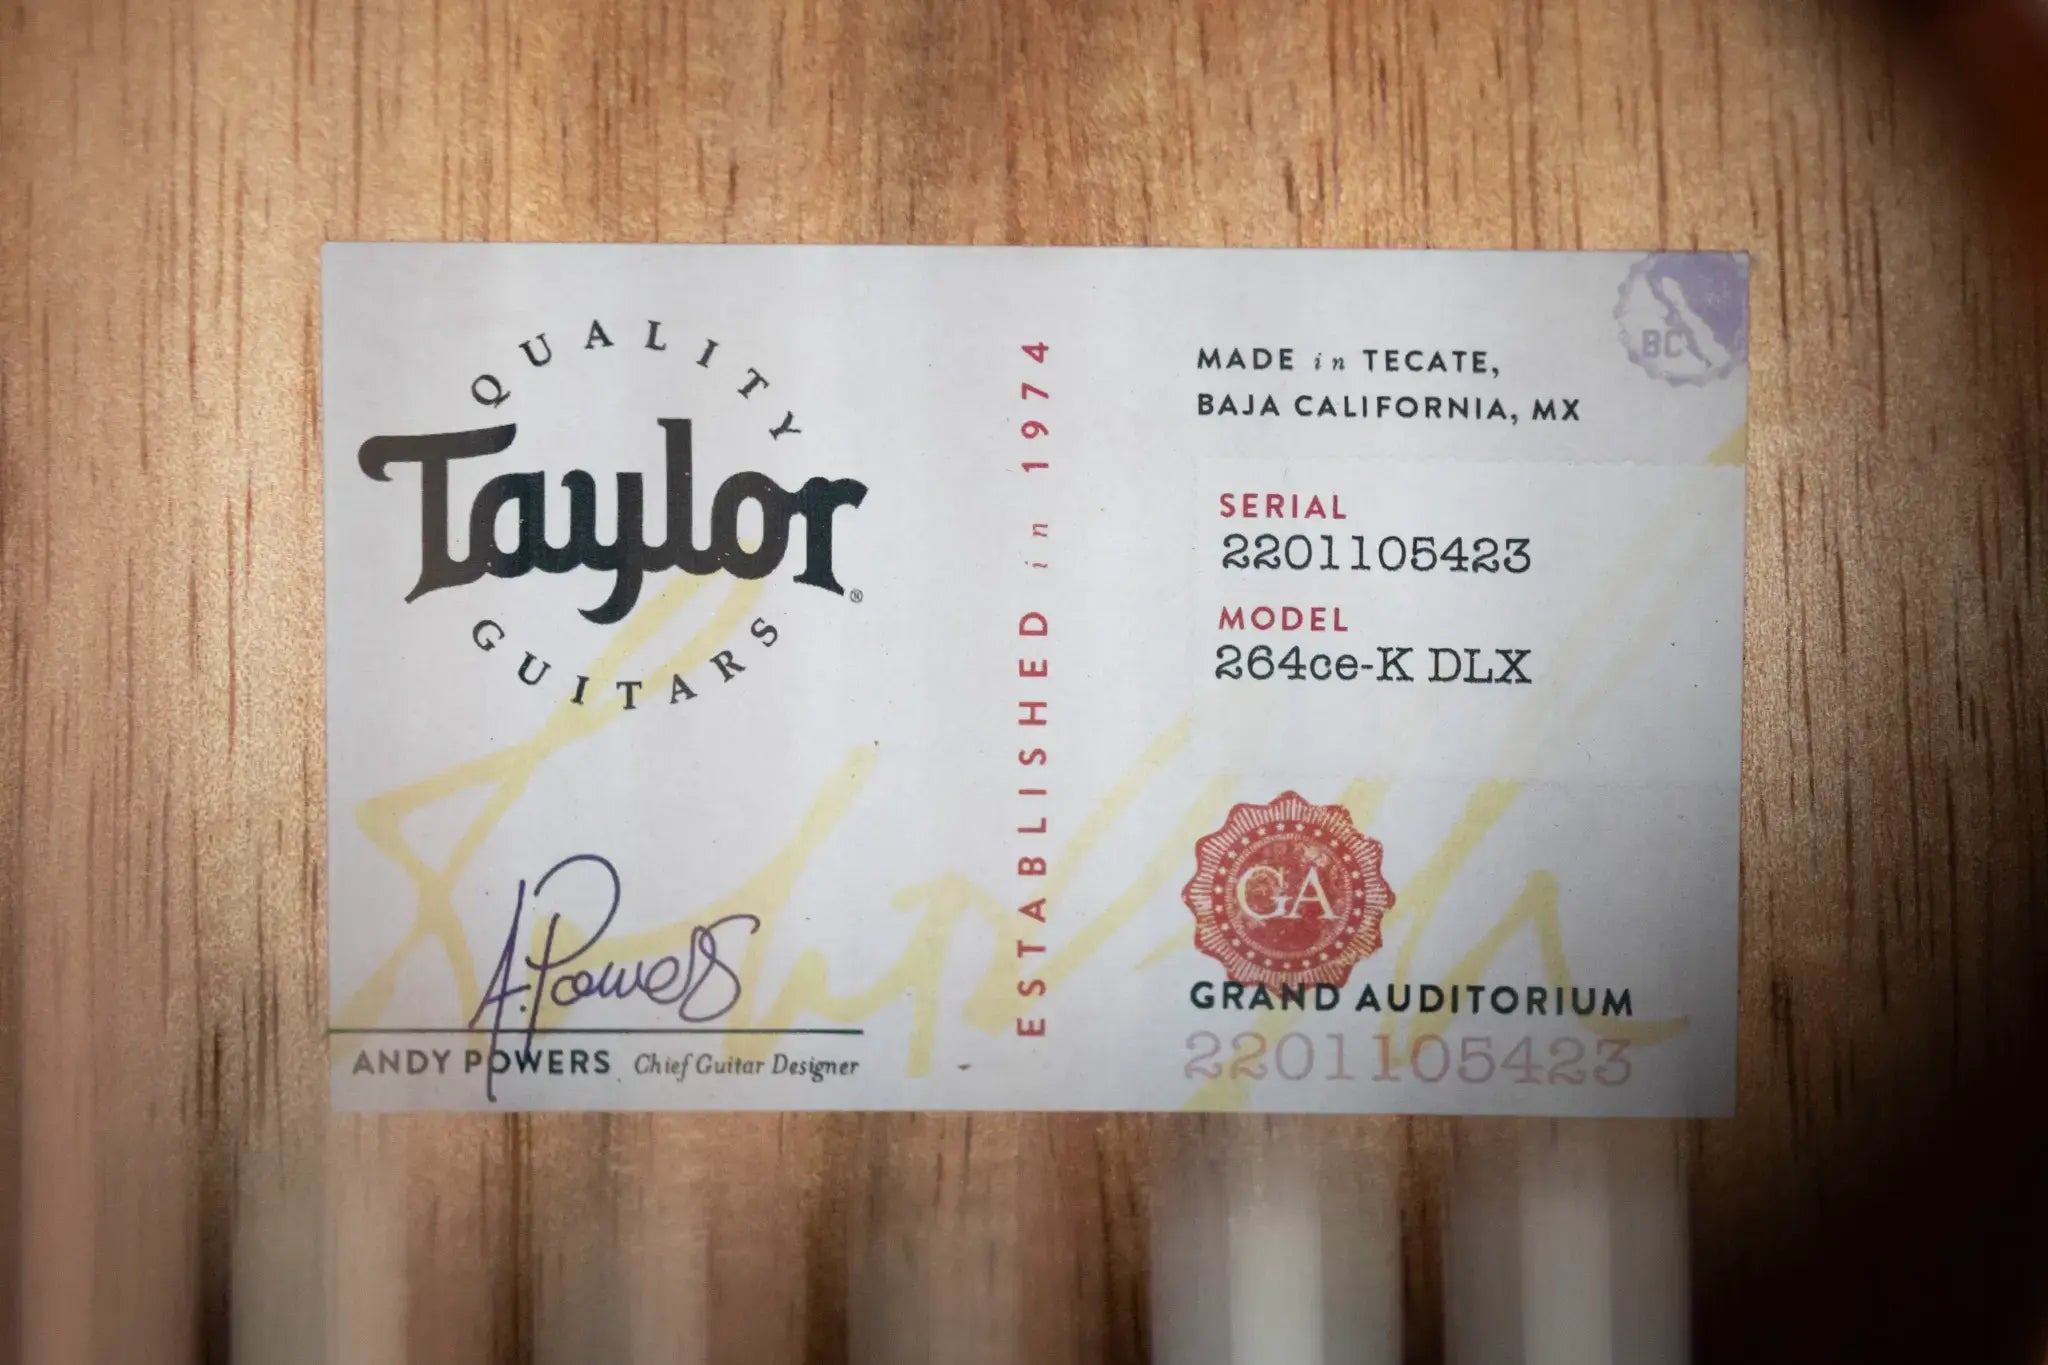 QUALITY
Taylor®
GUITARS
A. Powers
ANDY POWERS Chief Guitar Designer
ESTABLISHED in 1974
BC
MADE in TECATE,
BAJA CALIFORNIA, MX
SERIAL
2201105423
MODEL
264ce-K DLX
GA
GRAND AUDITORIUM
2201105423